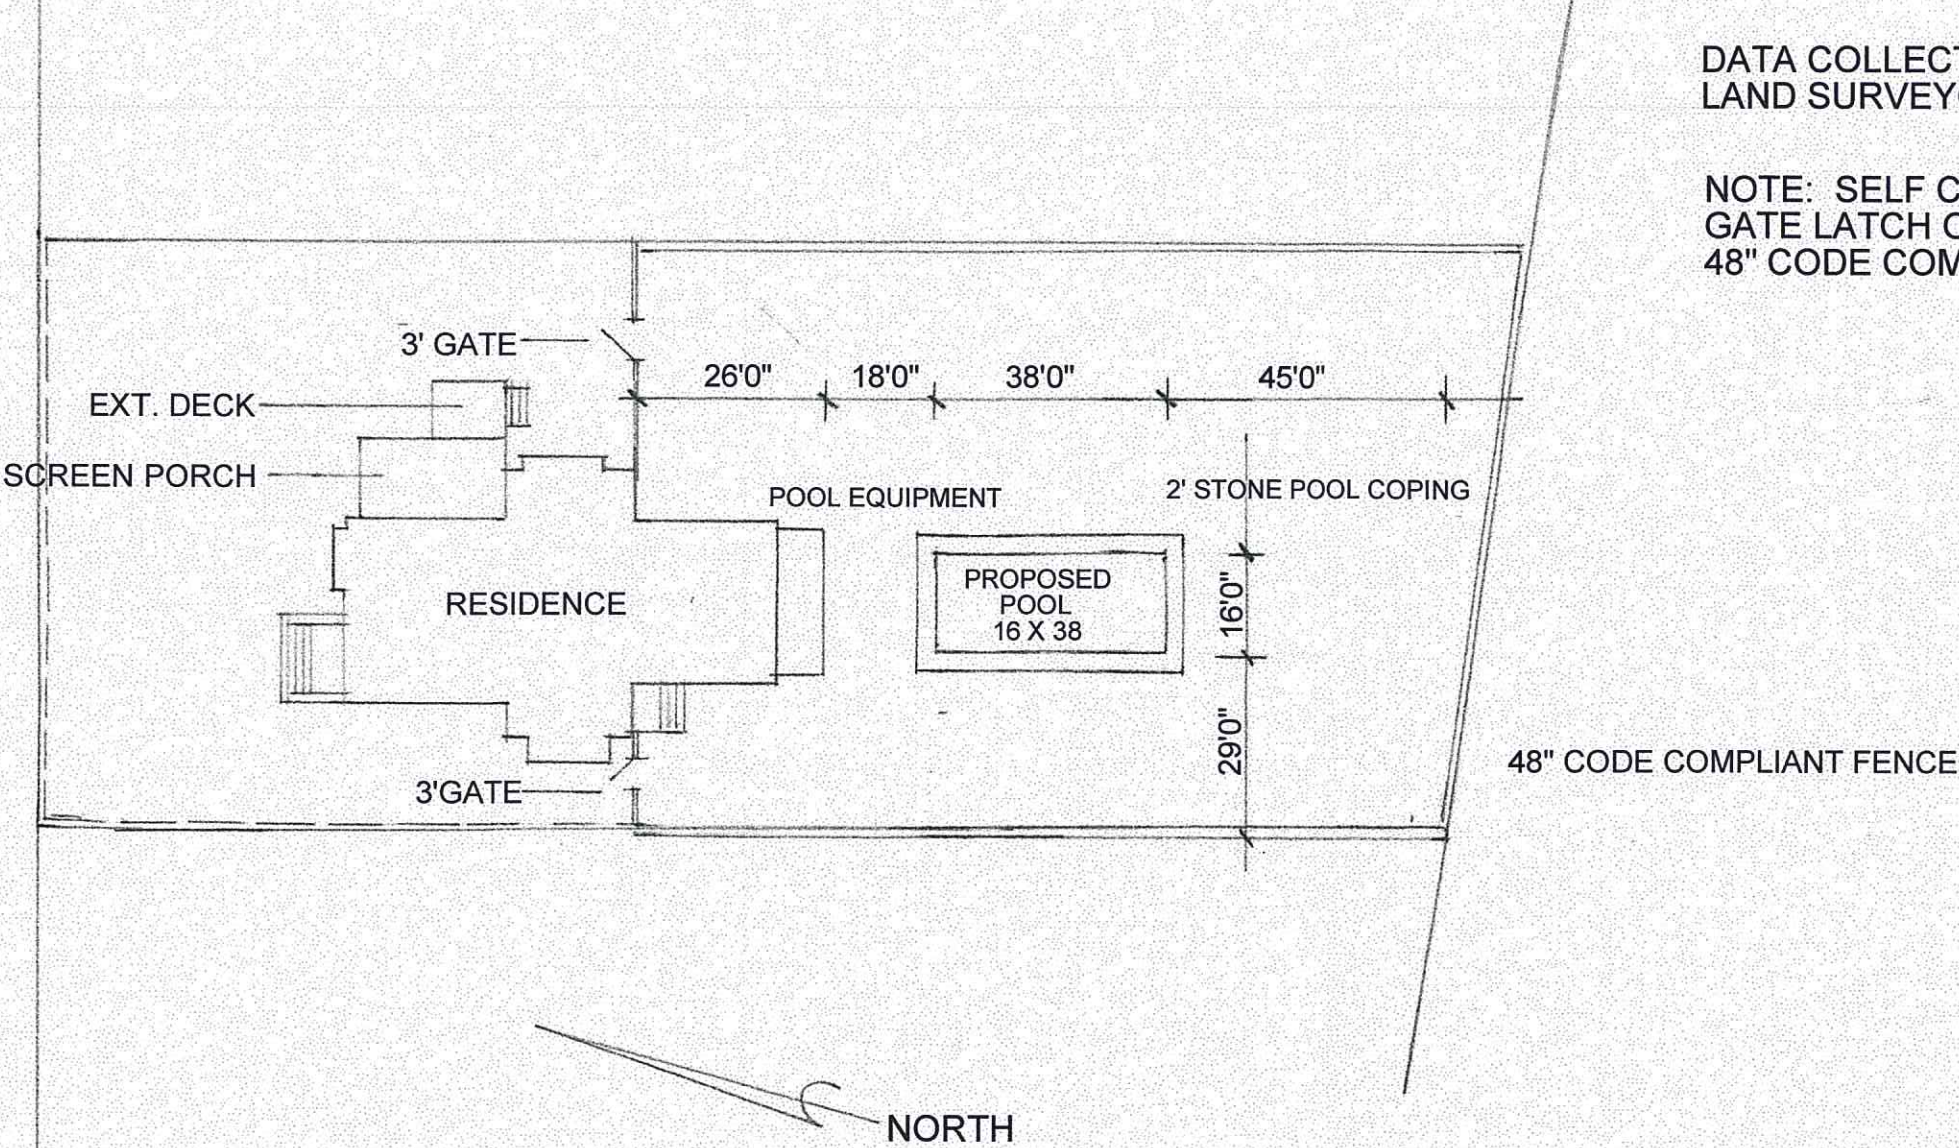 DATA COLLECT
LAND SURVEY
NOTE: SELF C
GATE LATCH
48" CODE COM
3' GATE
26'0" 18'0" 38'0" 45'0"
EXT. DECK
SCREEN PORCH
POOL EQUIPMENT
2' STONE POOL COPING
RESIDENCE
PROPOSED
POOL
16 X 38
16'0"
29'0"
3'GATE
48" CODE COMPLIANT FENCE
NORTH